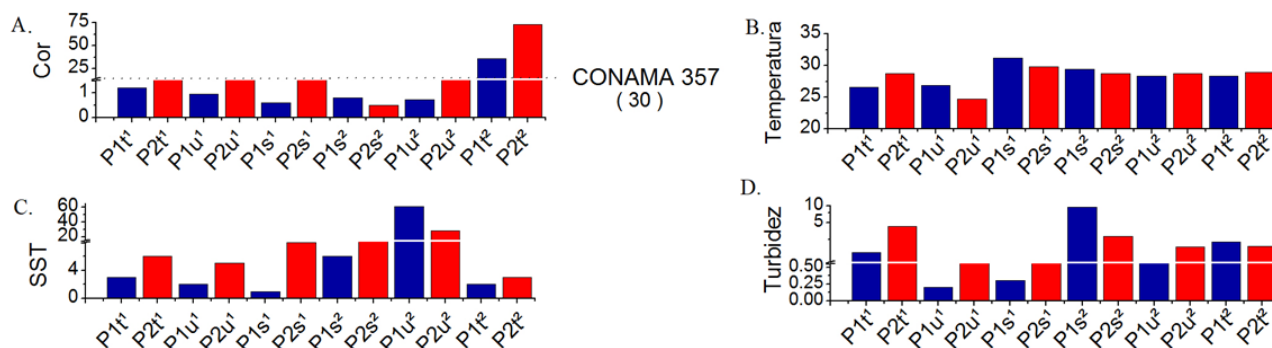 A.
Cor
75
50
25
1
0
P1t¹ P2t¹ P1u¹ P2u¹ P1s¹ P2s¹ P1s² P2s² P1u² P2u² P1t² P2t²
CONAMA 357
( 30 )
B.
Temperatura
35
30
25
20
P1t¹ P2t¹ P1u¹ P2u¹ P1s¹ P2s¹ P1s² P2s² P1u² P2u² P1t² P2t²
C.
SST
60
40
20
4
0
P1t¹ P2t¹ P1u¹ P2u¹ P1s¹ P2s¹ P1s² P2s² P1u² P2u² P1t² P2t²
D.
Turbidez
10
5
0.50
0.25
0.00
P1t¹ P2t¹ P1u¹ P2u¹ P1s¹ P2s¹ P1s² P2s² P1u² P2u² P1t² P2t²